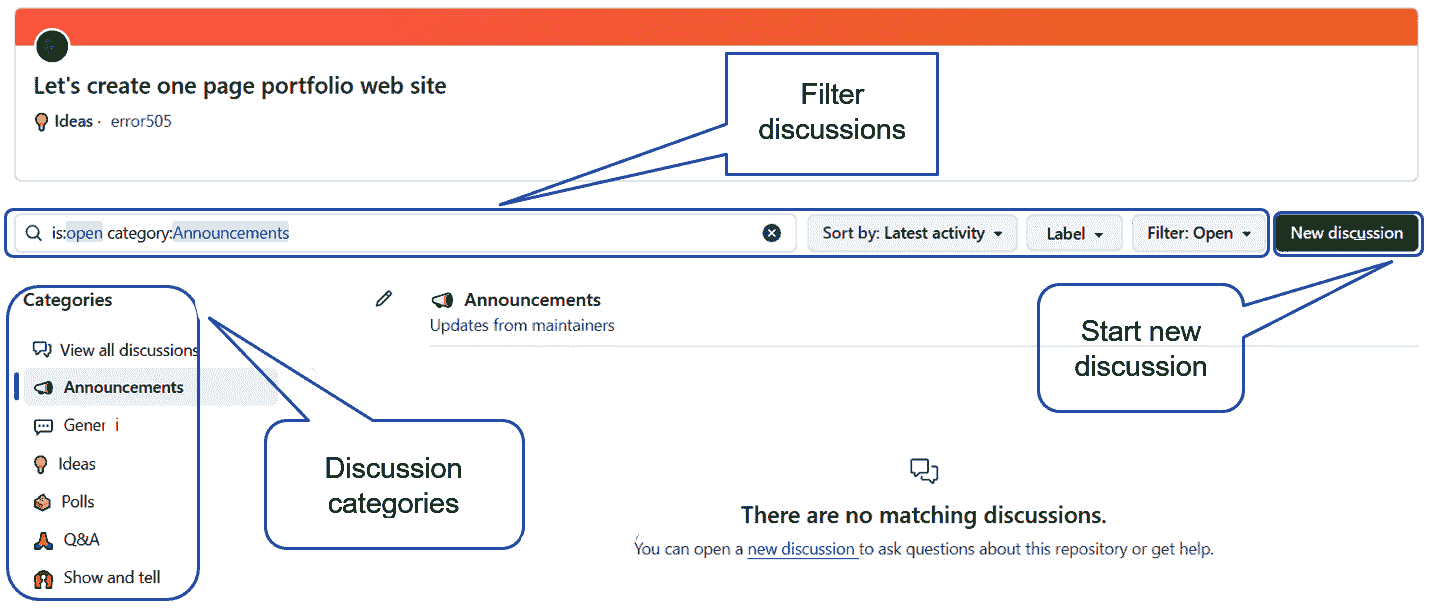 Let's create one page portfolio web site
Ideas · error505
Filter
discussions
is:open category:Announcements
Sort by: Latest activity
Label
Filter: Open
New discussion
Categories
View all discussions
Announcements
Gener i
Ideas
Polls
Q&A
Show and tell
Announcements
Updates from maintainers
Start new
discussion
Discussion
categories
There are no matching discussions.
You can open a new discussion to ask questions about this repository or get help.